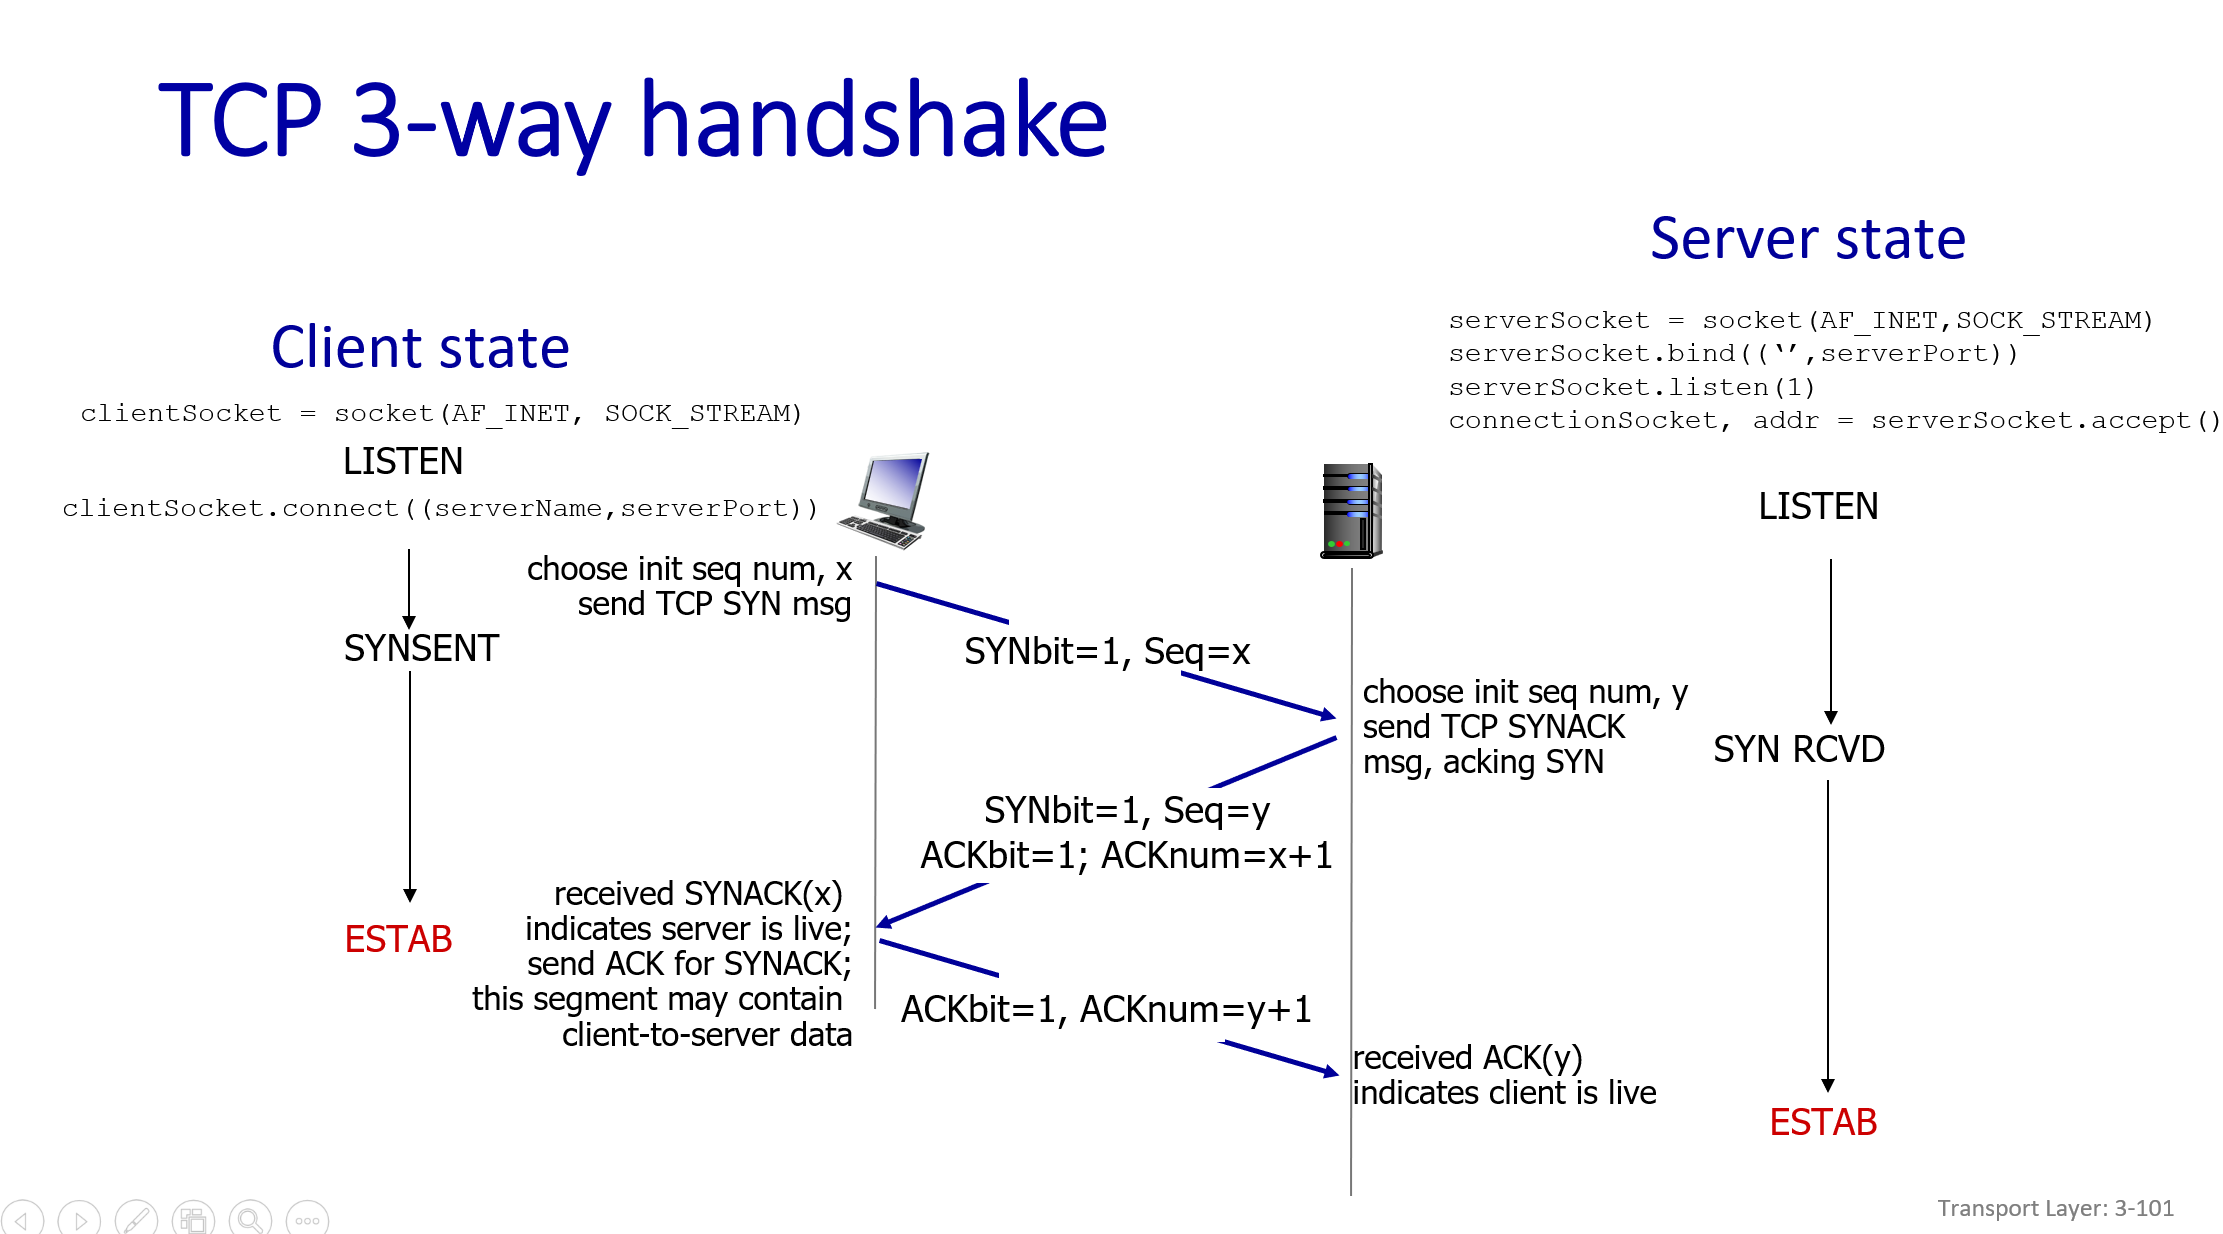 TCP 3-way handshake
Server state
serverSocket = socket(AF_INET,SOCK_STREAM)
serverSocket.bind((‘’,serverPort))
serverSocket.listen(1)
connectionSocket, addr = serverSocket.accept()
Client state
clientSocket = socket(AF_INET, SOCK_STREAM)
LISTEN
clientSocket.connect((serverName,serverPort))
LISTEN
choose init seq num, x
send TCP SYN msg
SYNSENT
SYNbit=1, Seq=x
choose init seq num, y
send TCP SYNACK
msg, acking SYN
SYN RCVD
SYNbit=1, Seq=y
ACKbit=1; ACKnum=x+1
received SYNACK(x)
indicates server is live;
send ACK for SYNACK;
this segment may contain
client-to-server data
ESTAB
ACKbit=1, ACKnum=y+1
received ACK(y)
indicates client is live
ESTAB
Transport Layer: 3-101